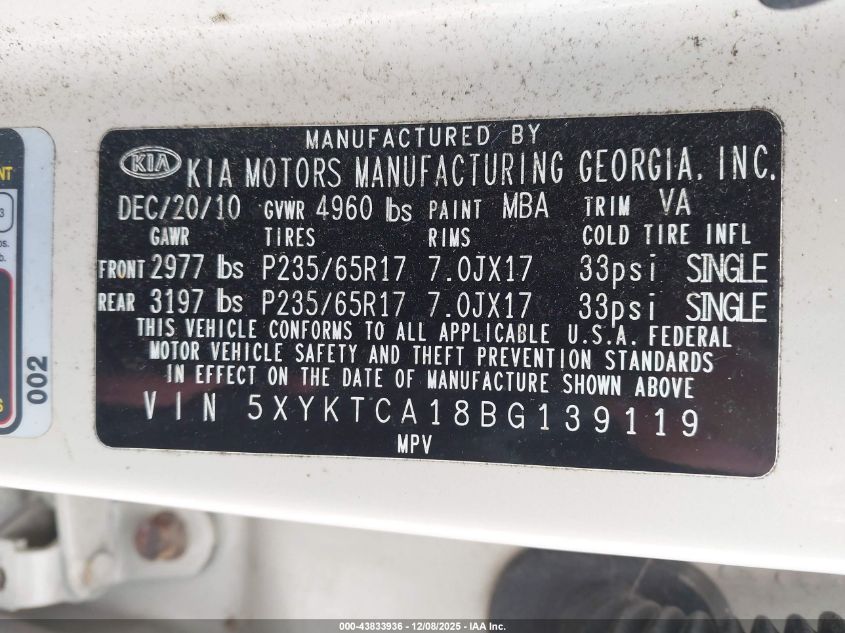 MANUFACTURED BY
KIA KIA MOTORS MANUFACTURING GEORGIA, INC.
DEC/20/10 GVWR 4960 lbs PAINT MBA TRIM VA
GAWR TIRES RIMS COLD TIRE INFL
FRONT 2977 lbs P235/65R17 7.0JX17 33psi SINGLE
REAR 3197 lbs P235/65R17 7.0JX17 33psi SINGLE
THIS VEHICLE CONFORMS TO ALL APPLICABLE U.S.A. FEDERAL
MOTOR VEHICLE SAFETY AND THEFT PREVENTION STANDARDS
IN EFFECT ON THE DATE OF MANUFACTURE SHOWN ABOVE
VIN 5XYKTCA18BG139119
MPV
002
000-43833936 - 12/08/2025 - IAA Inc.